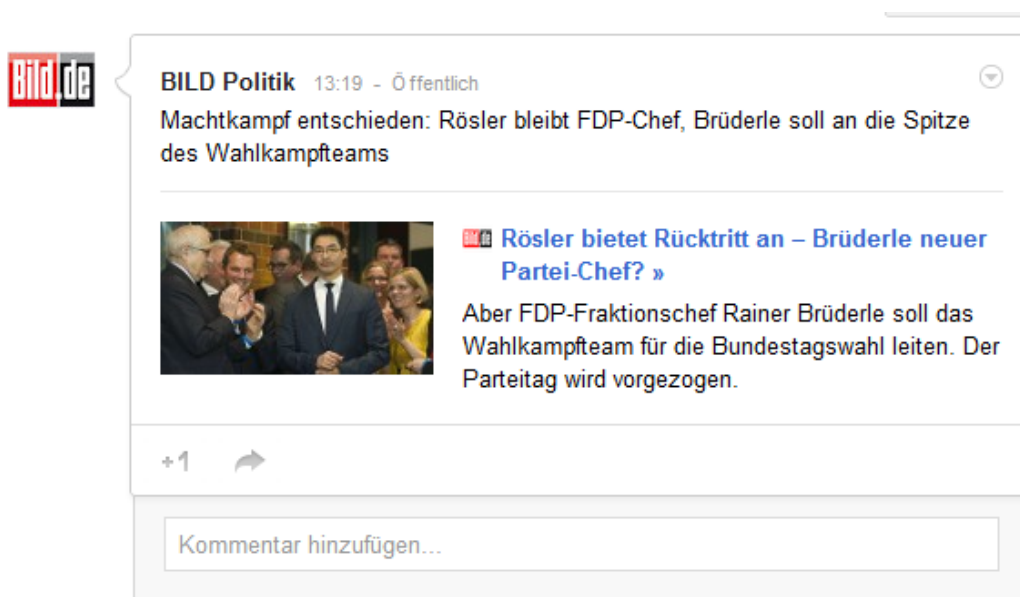 Bild.de
BILD Politik 13:19 - Öffentlich
Machtkampf entschieden: Rösler bleibt FDP-Chef, Brüderle soll an die Spitze
des Wahlkampfteams
Bild.de Rösler bietet Rücktritt an – Brüderle neuer
Partei-Chef? »
Aber FDP-Fraktionschef Rainer Brüderle soll das
Wahlkampfteam für die Bundestagswahl leiten. Der
Parteitag wird vorgezogen.
+1
Kommentar hinzufügen...